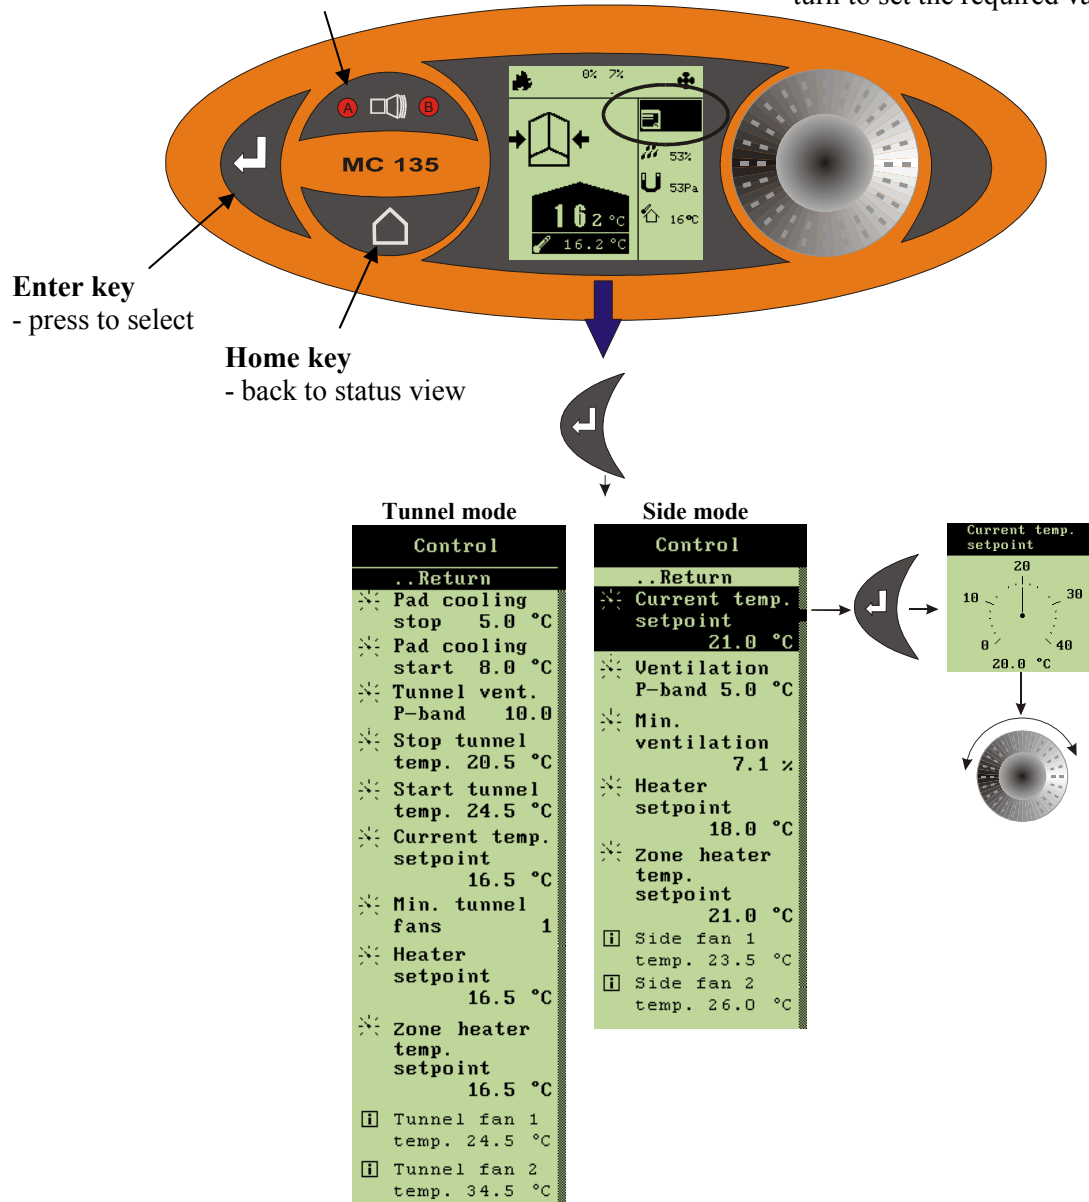 turn to set the required va
0% 7%
A
B
MC 135
53%
53Pa
16 2 °C
16°C
16.2 °C
Enter key
- press to select
Home key
- back to status view
Tunnel mode
Control
..Return
Pad cooling
stop 5.0 °C
Pad cooling
start 8.0 °C
Tunnel vent.
P-band 10.0
Stop tunnel
temp. 20.5 °C
Start tunnel
temp. 24.5 °C
Current temp.
setpoint
16.5 °C
Min. tunnel
fans 1
Heater
setpoint
16.5 °C
Zone heater
temp.
setpoint
16.5 °C
i Tunnel fan 1
temp. 24.5 °C
i Tunnel fan 2
temp. 34.5 °C
Side mode
Control
..Return
Current temp.
setpoint
21.0 °C
Ventilation
P-band 5.0 °C
Min.
ventilation
7.1 %
Heater
setpoint
18.0 °C
Zone heater
temp.
setpoint
21.0 °C
i Side fan 1
temp. 23.5 °C
i Side fan 2
temp. 26.0 °C
Current temp.
setpoint
20
10 30
0 40
20.0 °C